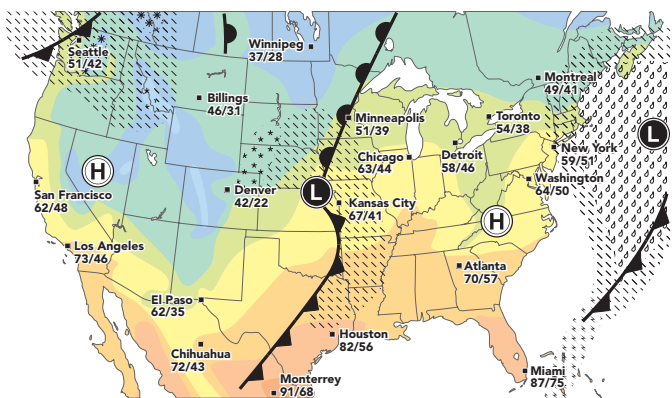 Seattle
51/42
Winnipeg
37/28
Montreal
49/41
Billings
46/31
Minneapolis
51/39
Toronto
54/38
L
New York
59/51
Chicago
63/44
Detroit
58/46
H
Washington
64/50
San Francisco
62/48
Denver
42/22
L
Kansas City
67/41
H
Los Angeles
73/46
Atlanta
70/57
El Paso
62/35
Houston
82/56
Chihuahua
72/43
Miami
87/75
Monterrey
91/68